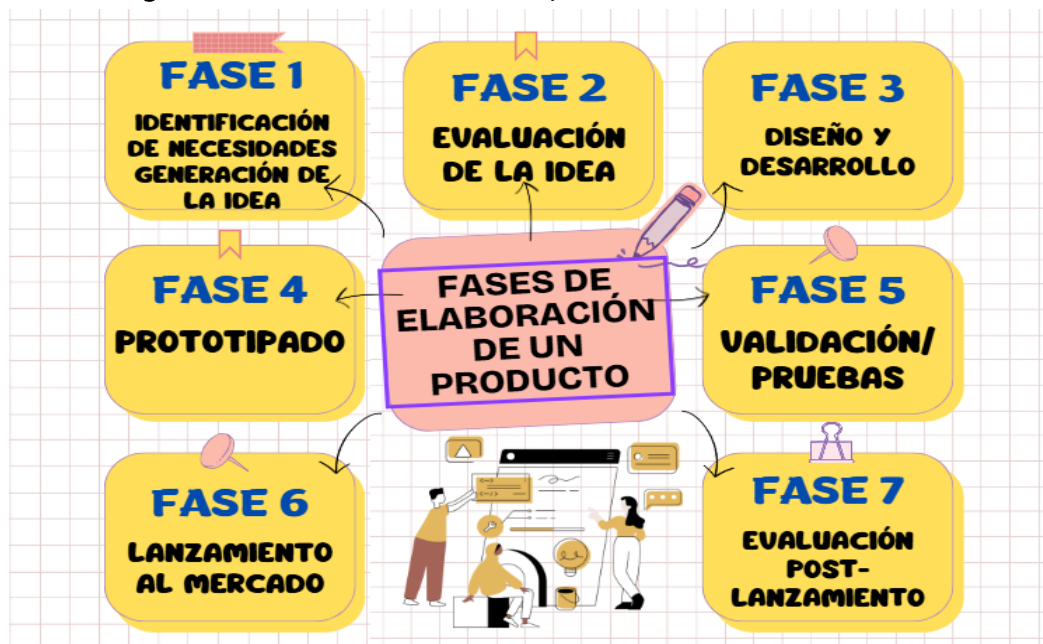 FASE 1
IDENTIFICACIÓN
DE NECESIDADES
GENERACIÓN DE
LA IDEA
FASE 2
EVALUACIÓN
DE LA IDEA
FASE 3
DISEÑO Y
DESARROLLO
FASE 4
PROTOTIPADO
FASES DE
ELABORACIÓN
DE UN
PRODUCTO
FASE 5
VALIDACIÓN/
PRUEBAS
FASE 6
LANZAMIENTO
AL MERCADO
FASE 7
EVALUACIÓN
POST-
LANZAMIENTO